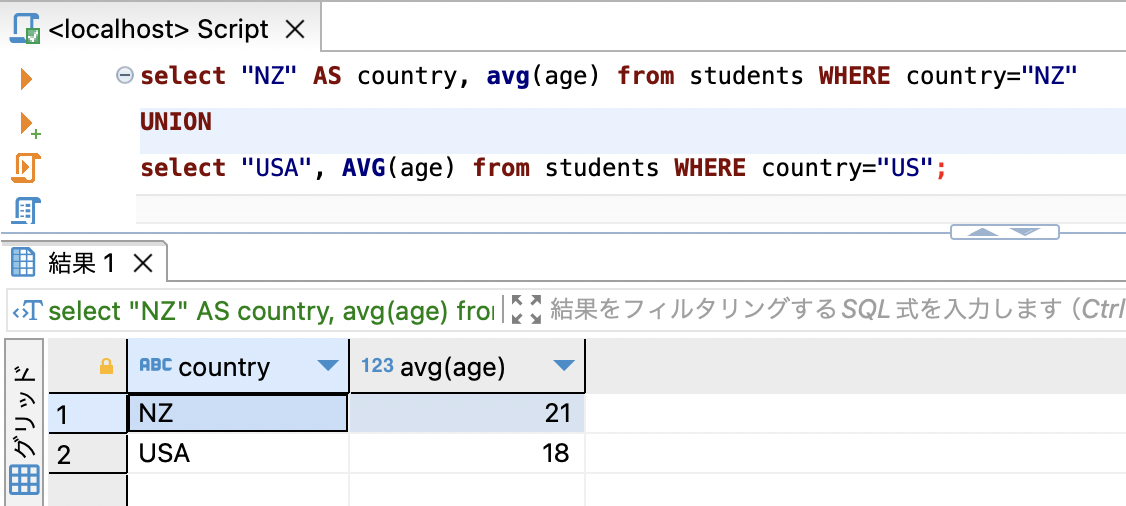 <localhost> Script
select "NZ" AS country, avg(age) from students WHERE country="NZ"
UNION
select "USA", AVG(age) from students WHERE country="US";
結果 1
select "NZ" AS country, avg(age) fro 結果をフィルタリングするSQL 式を入力します (Ctrl
グリッド
ABC country 123 avg(age)
1 NZ 21
2 USA 18